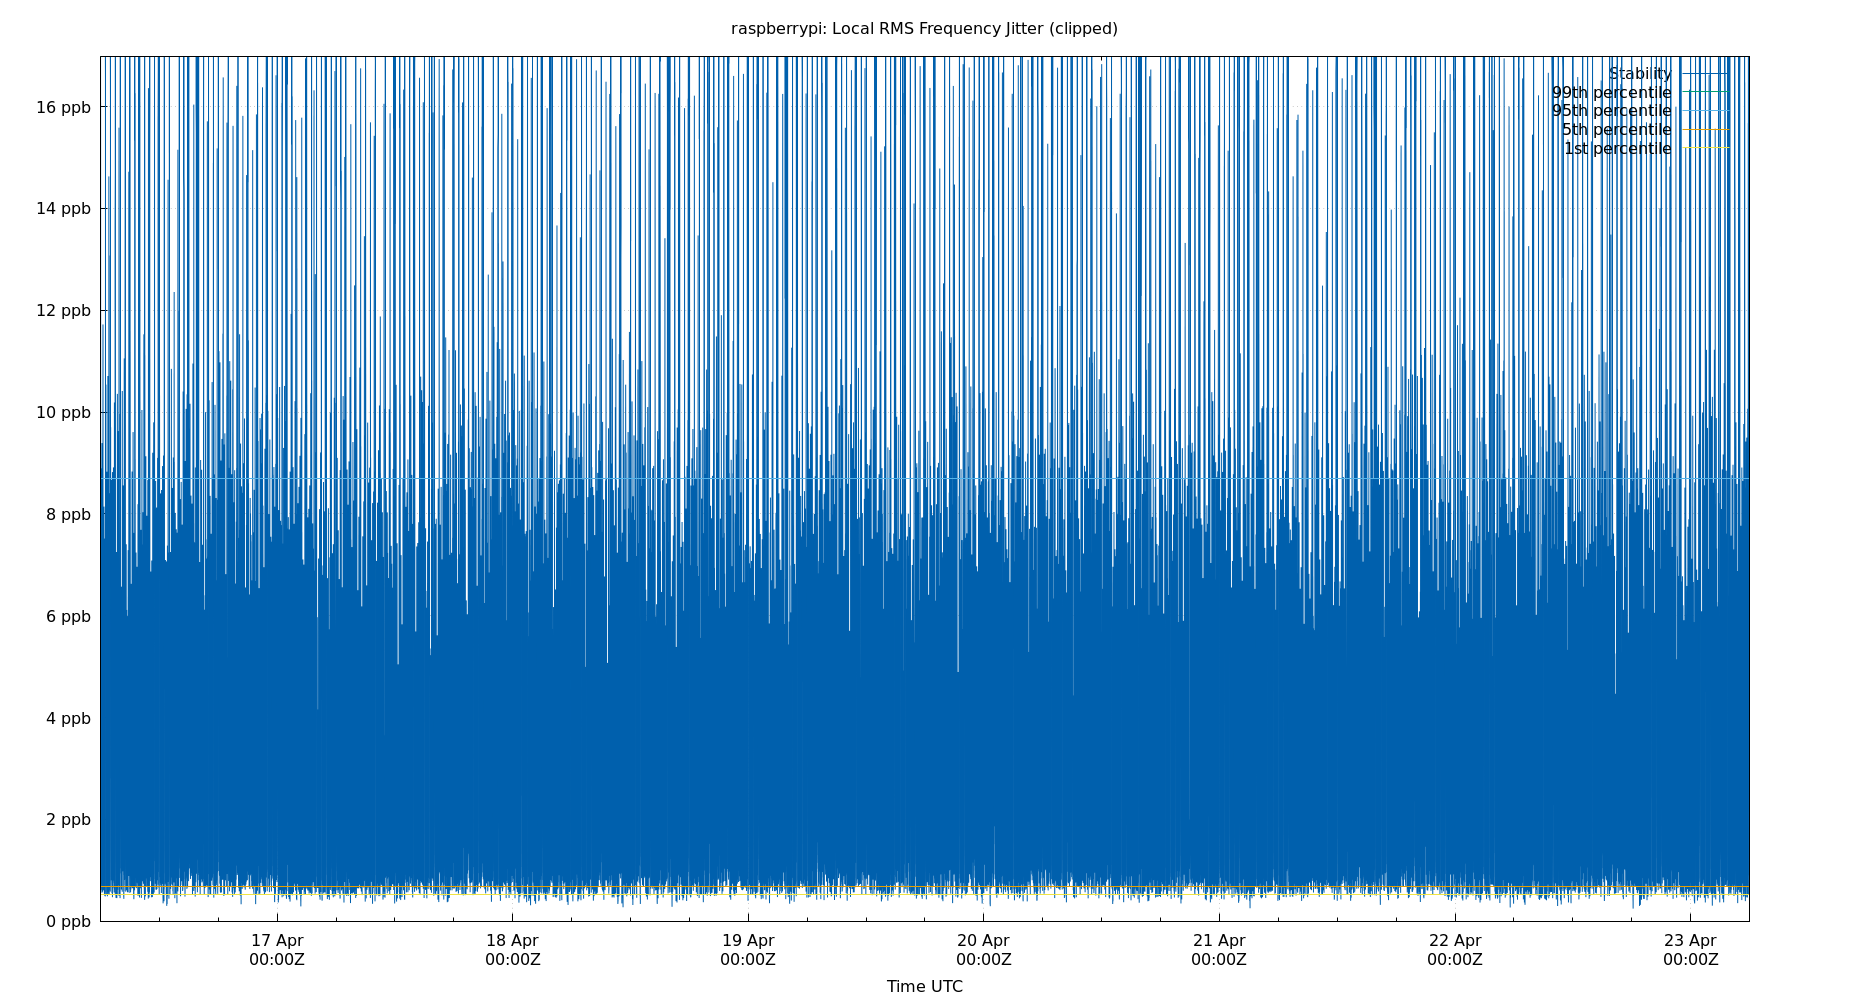 raspberrypi: Local RMS Frequency Jitter (clipped)
Stability
99th percentile
95th percentile
5th percentile
1st percentile
16 ppb
14 ppb
12 ppb
10 ppb
8 ppb
6 ppb
4 ppb
2 ppb
0 ppb
17 Apr 18 Apr 19 Apr 20 Apr 21 Apr 22 Apr 23 Apr
00:00Z 00:00Z 00:00Z 00:00Z 00:00Z 00:00Z 00:00Z
Time UTC